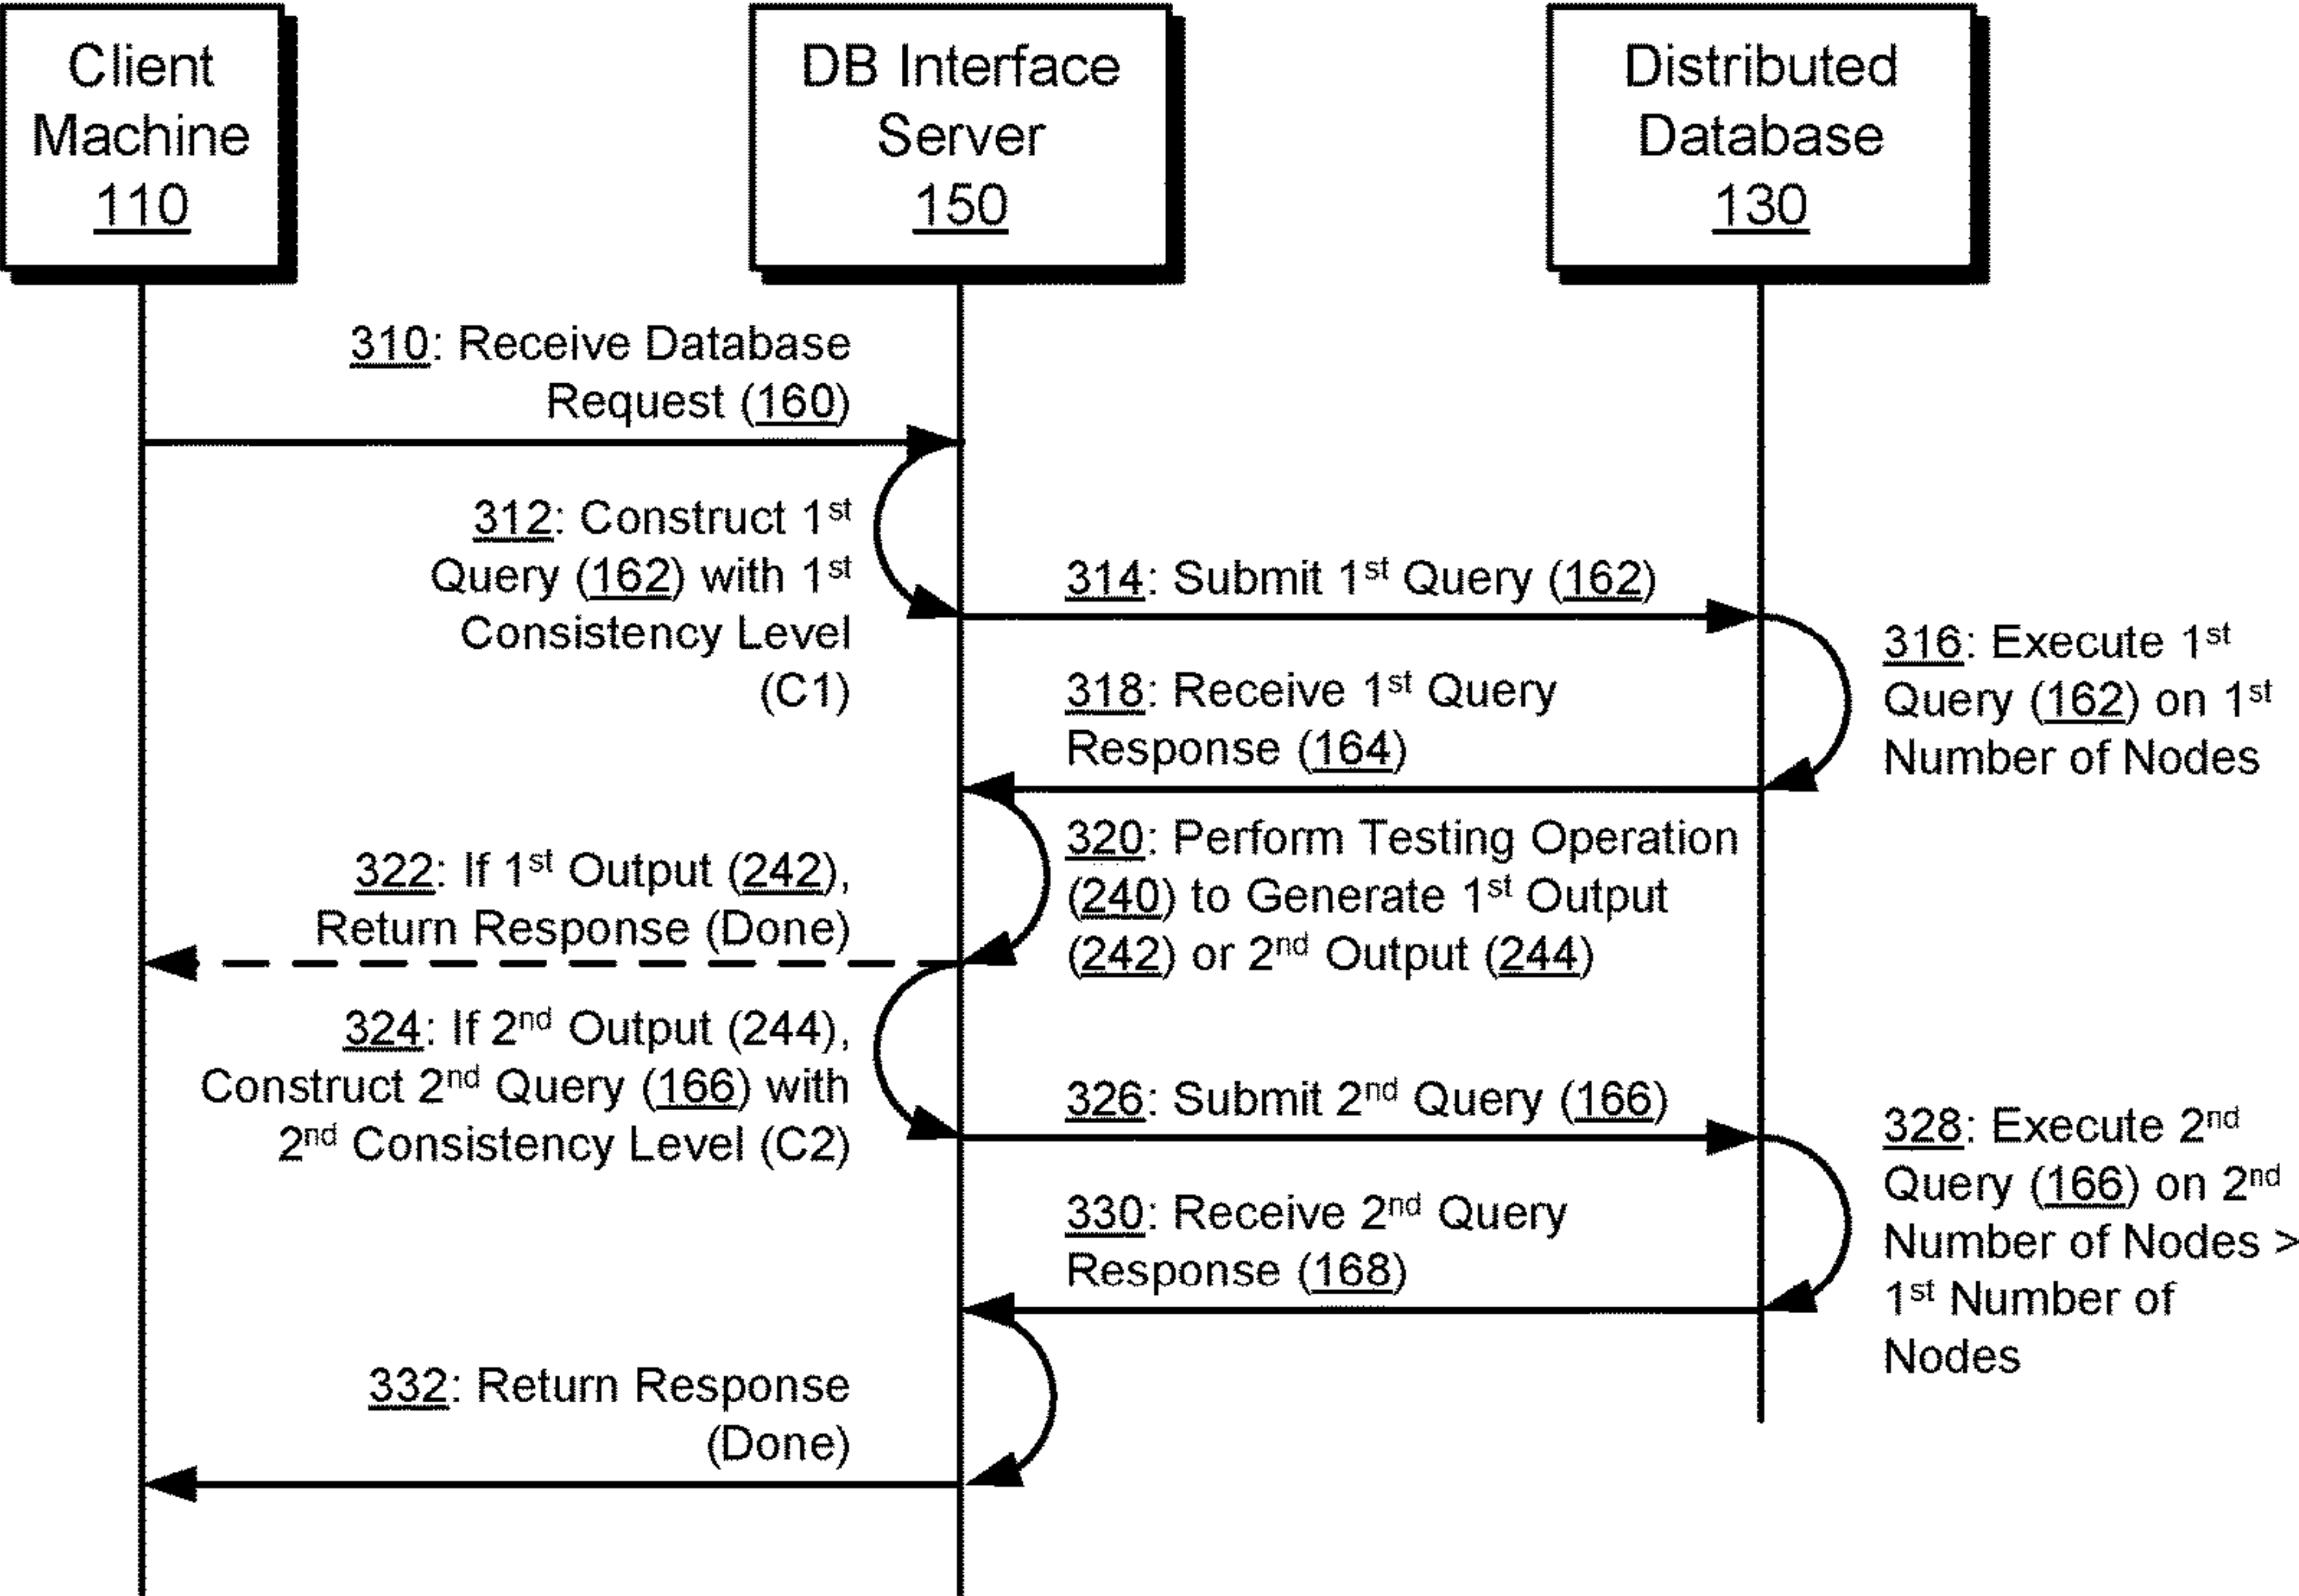 Client
Machine
110
DB Interface
Server
150
Distributed
Database
130
310: Receive Database
Request (160)
312: Construct 1st
Query (162) with 1st
Consistency Level
(C1)
314: Submit 1st Query (162)
316: Execute 1st
Query (162) on 1st
Number of Nodes
318: Receive 1st Query
Response (164)
320: Perform Testing Operation
(240) to Generate 1st Output
(242) or 2nd Output (244)
322: If 1st Output (242),
Return Response (Done)
324: If 2nd Output (244),
Construct 2nd Query (166) with
2nd Consistency Level (C2)
326: Submit 2nd Query (166)
328: Execute 2nd
Query (166) on 2nd
Number of Nodes >
1st Number of
Nodes
330: Receive 2nd Query
Response (168)
332: Return Response
(Done)